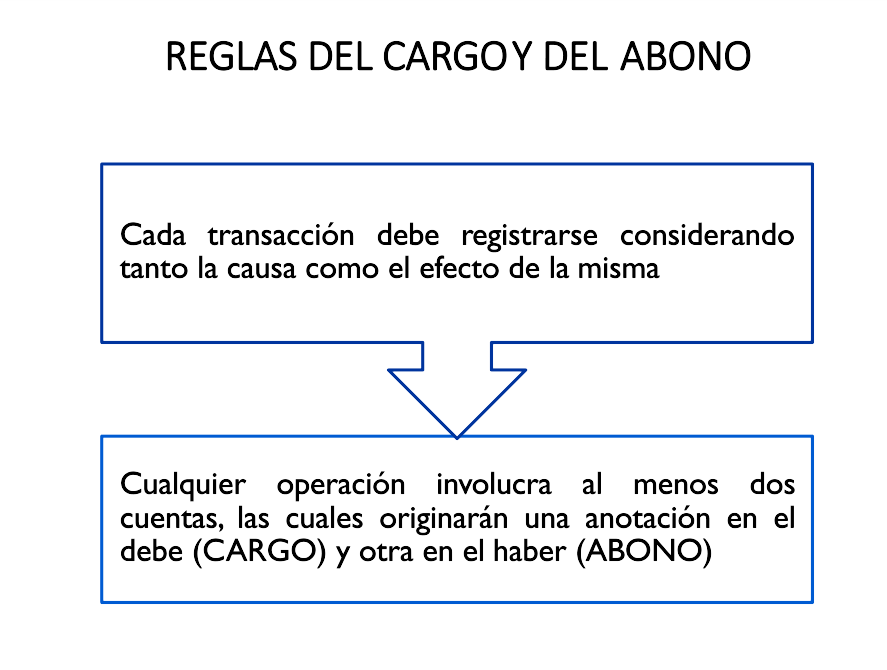 REGLAS DEL CARGO Y DEL ABONO
Cada transacción debe registrarse considerando
tanto la causa como el efecto de la misma
Cualquier operación involucra al menos dos
cuentas, las cuales originarán una anotación en el
debe (CARGO) y otra en el haber (ABONO)